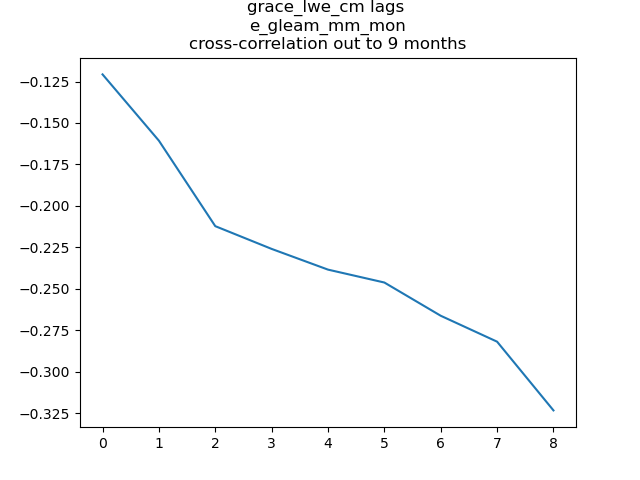 grace_lwe_cm lags
e_gleam_mm_mon
cross-correlation out to 9 months
−0.125
−0.150
−0.175
−0.200
−0.225
−0.250
−0.275
−0.300
−0.325
0 1 2 3 4 5 6 7 8